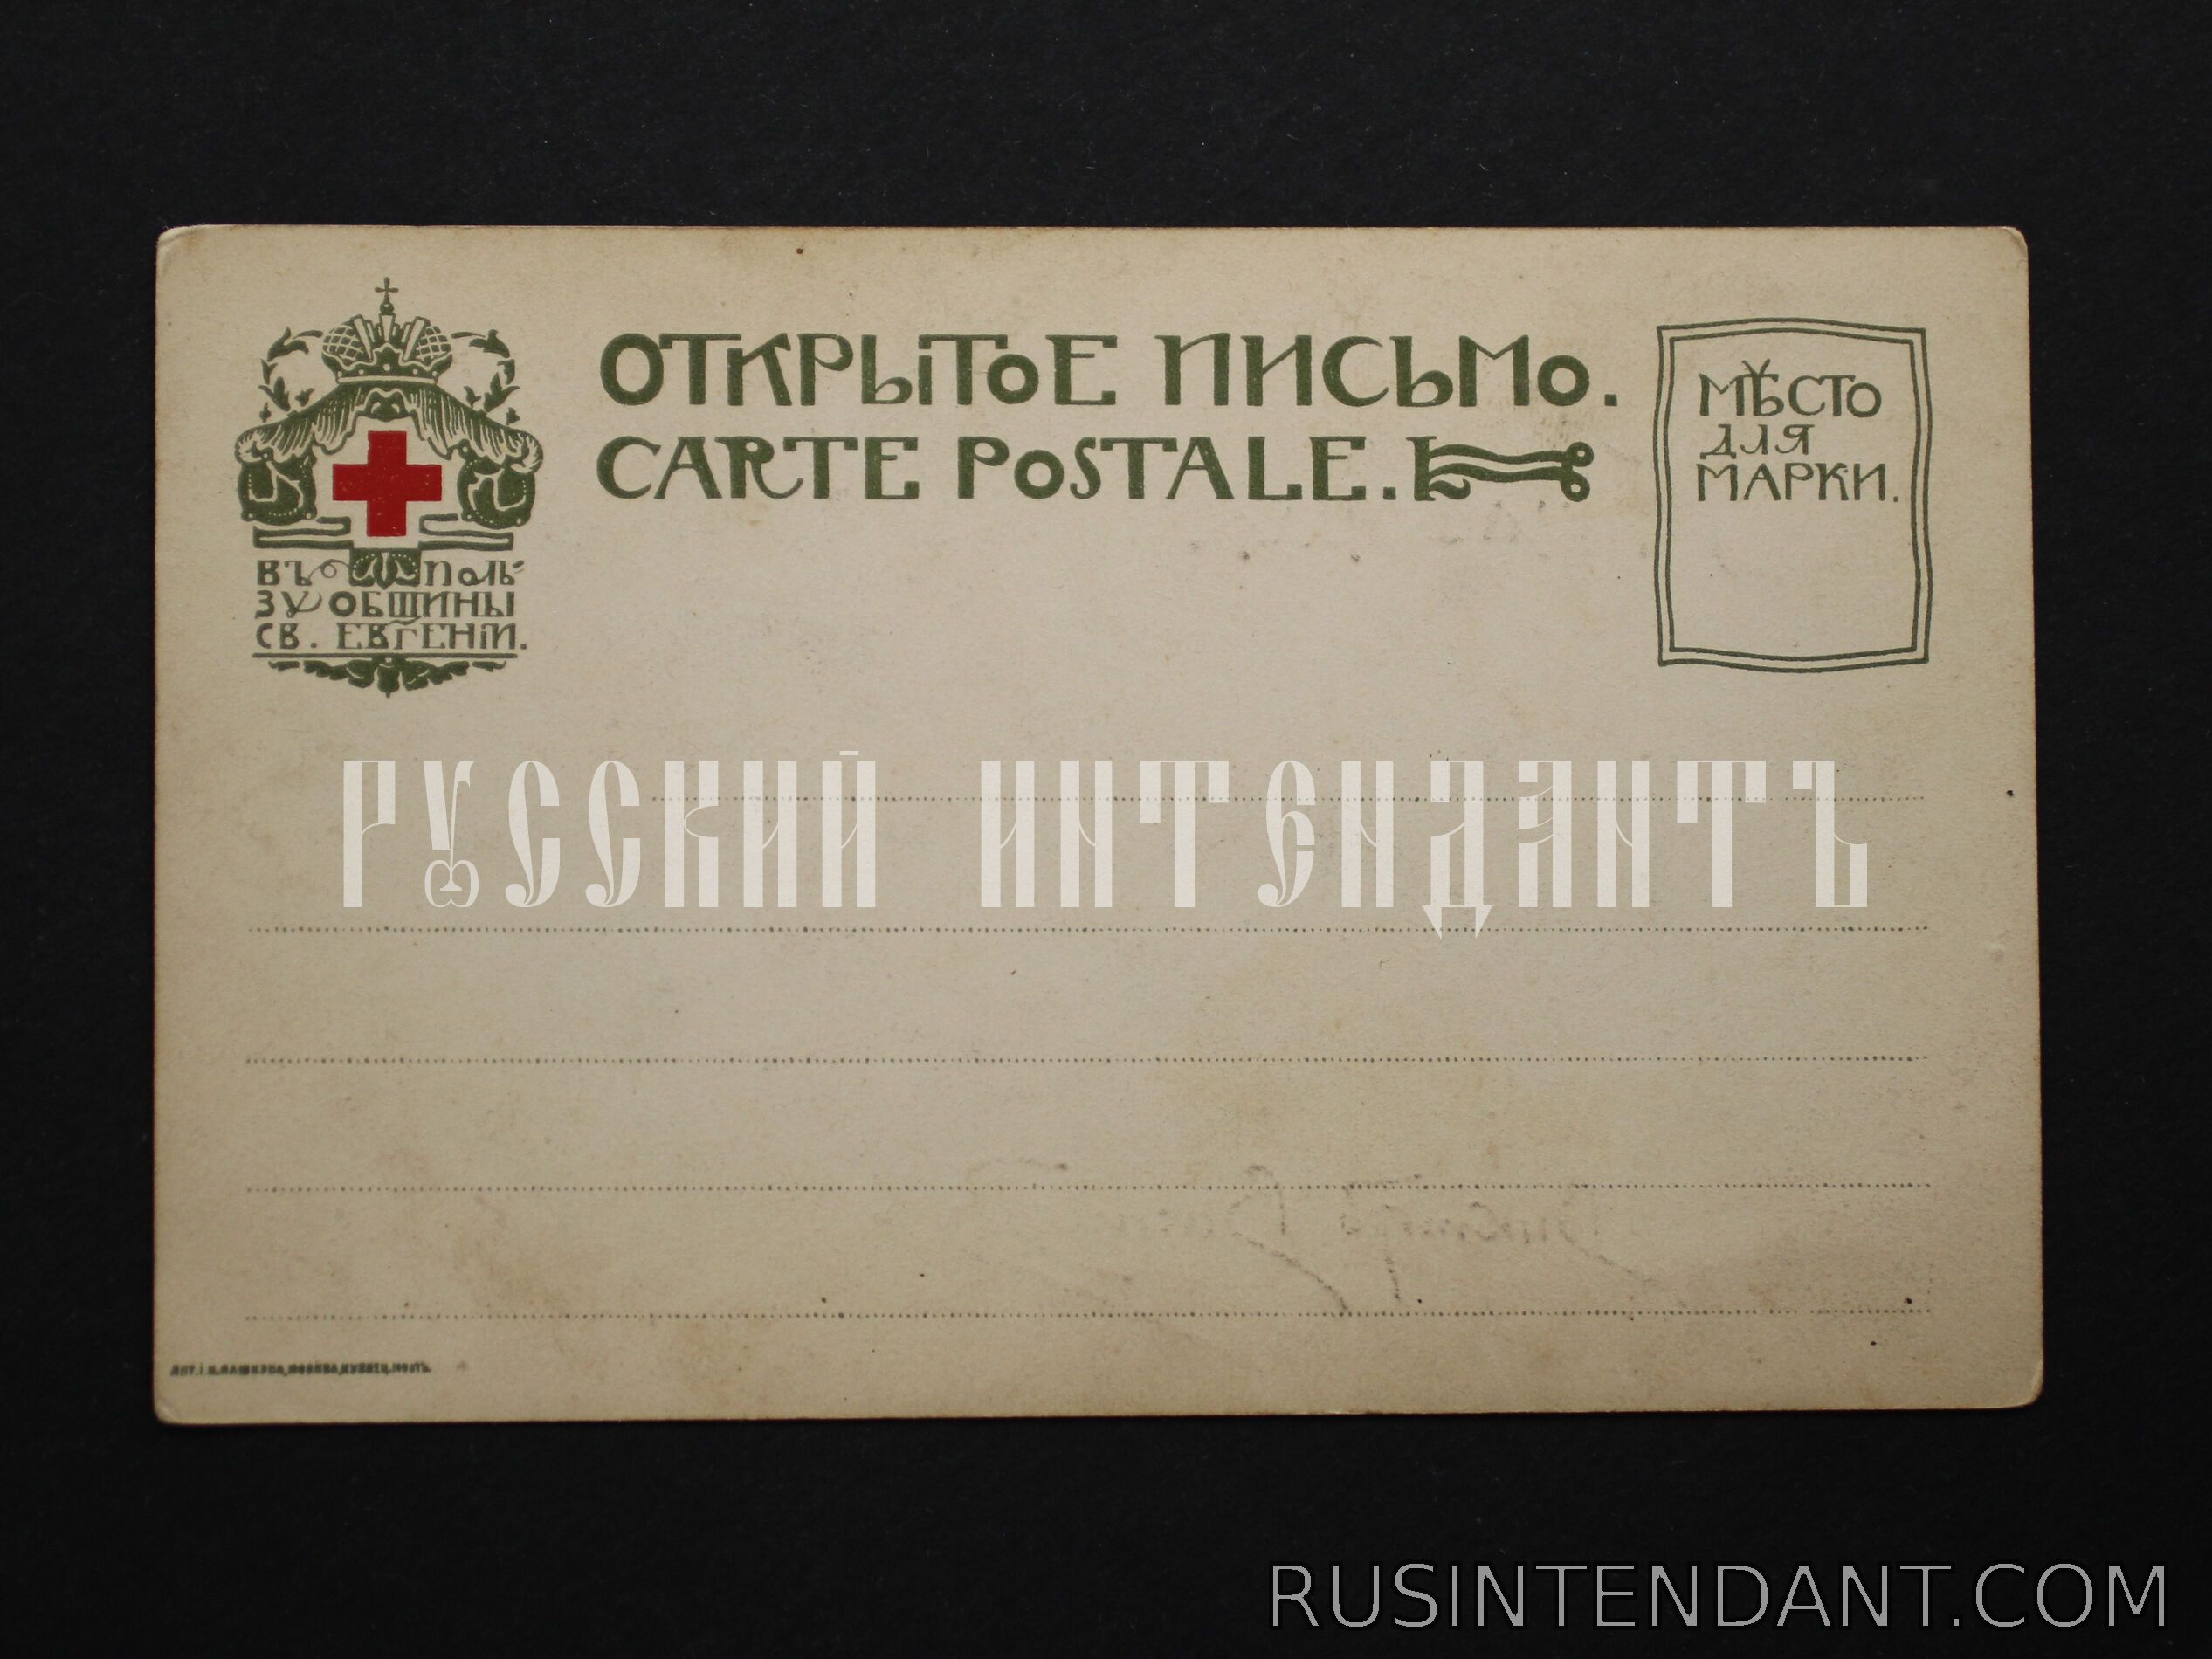 ОТКРЫТОЕ ПИСЬМО.
CARTE POSTALE.
МѢСТО
ДЛЯ
МАРКИ.
ВЪ ПОЛЬ-
ЗУ ОБЩИНЫ
СВ. ЕВГЕНІИ.
РУССКИЙ ИНТЕНДАНТЪ
RUSINTENDANT.COM